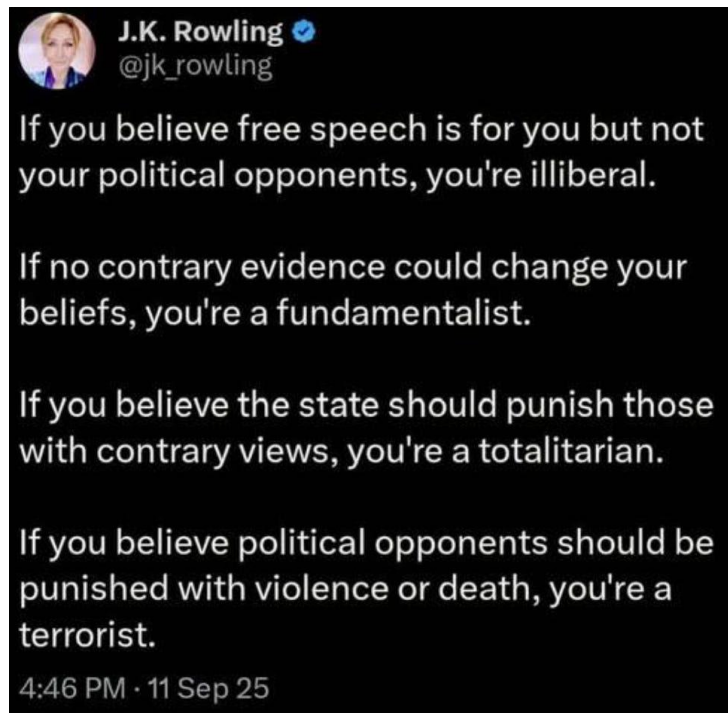 J.K. Rowling
@jk_rowling
If you believe free speech is for you but not
your political opponents, you're illiberal.
If no contrary evidence could change your
beliefs, you're a fundamentalist.
If you believe the state should punish those
with contrary views, you're a totalitarian.
If you believe political opponents should be
punished with violence or death, you're a
terrorist.
4:46 PM · 11 Sep 25